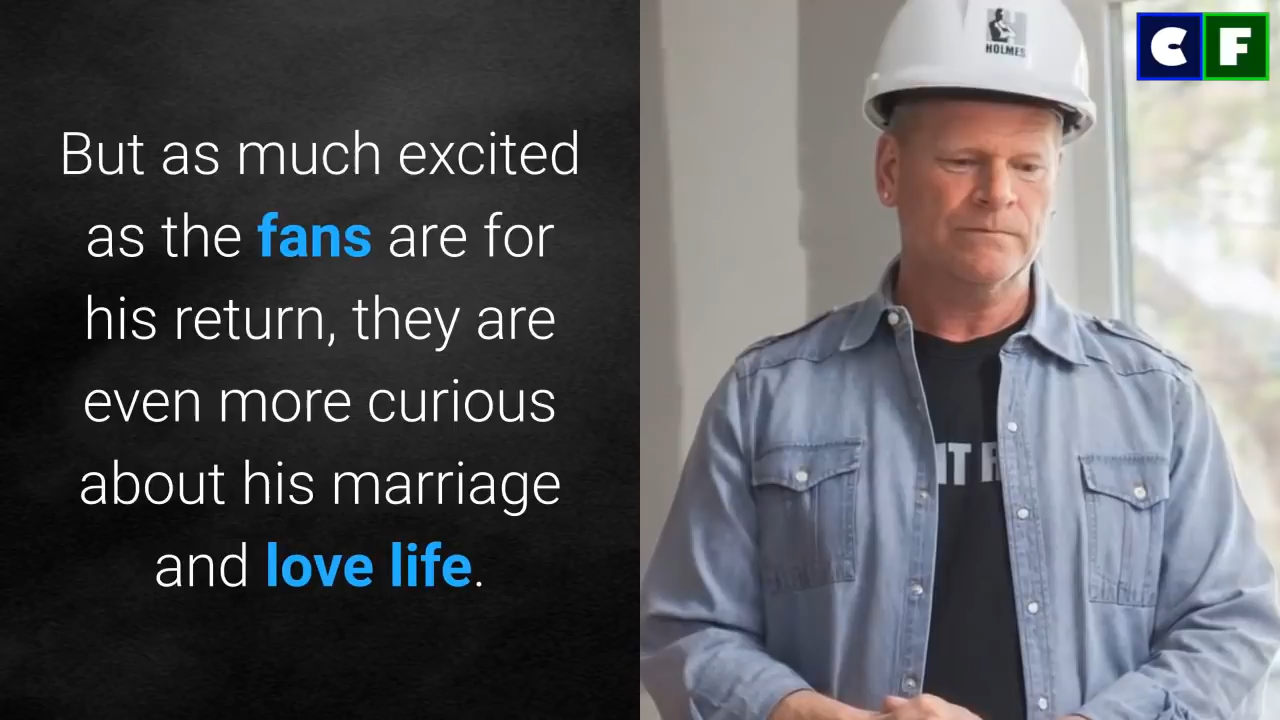 But as much excited
as the fans are for
his return, they are
even more curious
about his marriage
and love life.
HOLMES
C F